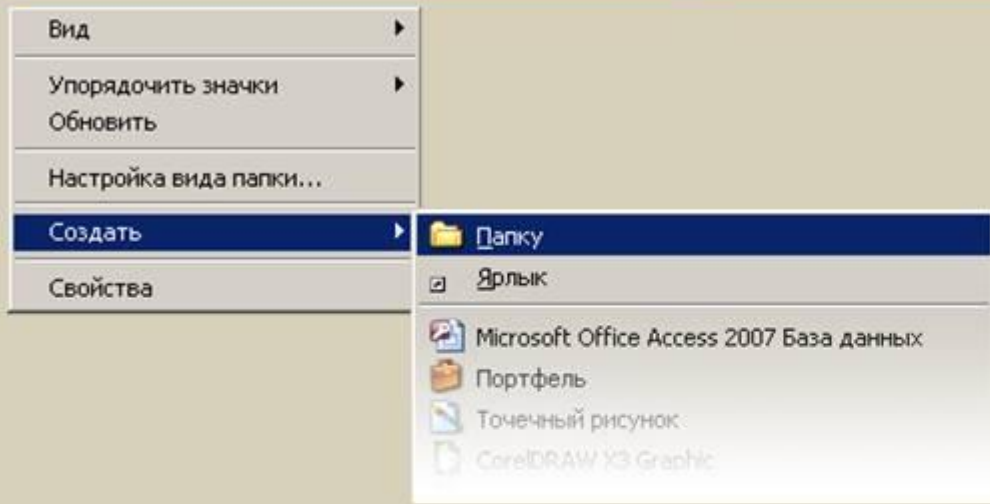 Вид
Упорядочить значки
Обновить
Настройка вида папки...
Создать
Свойства
Папку
Ярлык
Microsoft Office Access 2007 База данных
Портфель
Точечный рисунок
CorelDRAW X3 Graphic